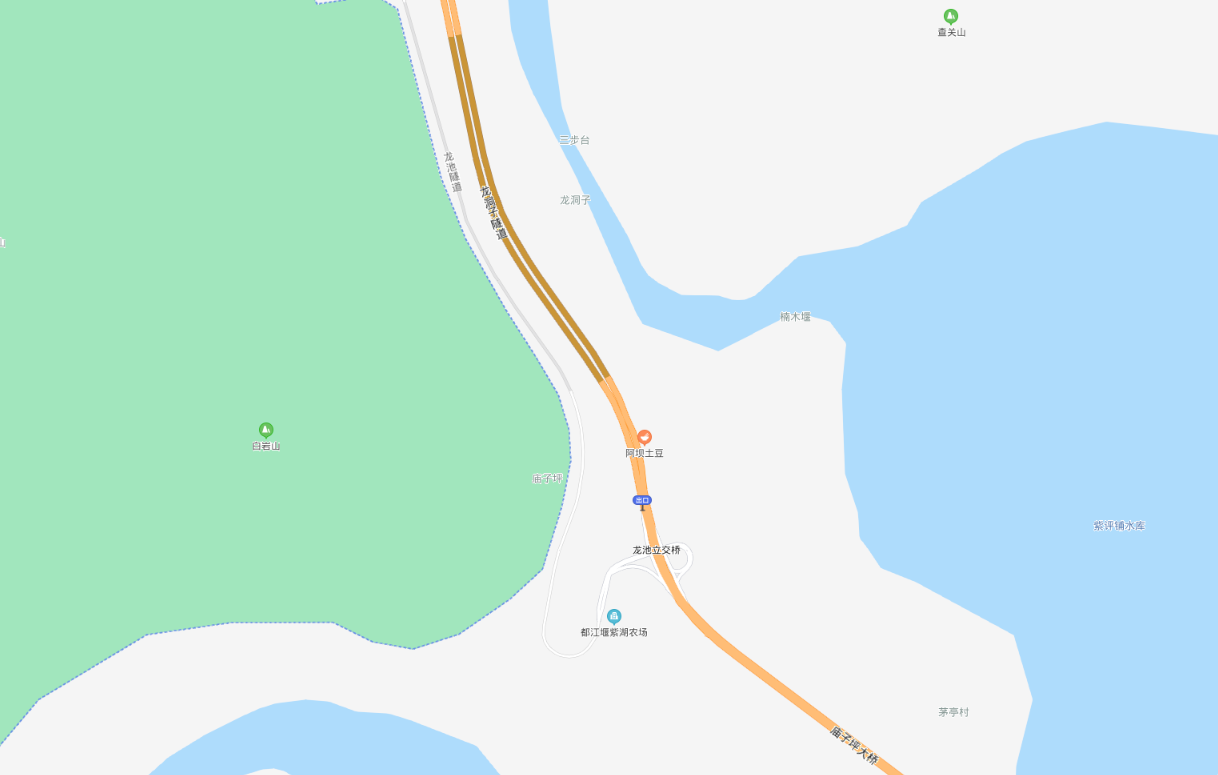 查关山
三步台
龙池隧道
龙洞子隧道
龙洞子
楠木堰
白岩山
阿坝土豆
庙子坪
出口
紫评铺水库
龙池立交桥
都江堰紫湖农场
茅亭村
庙子坪大桥